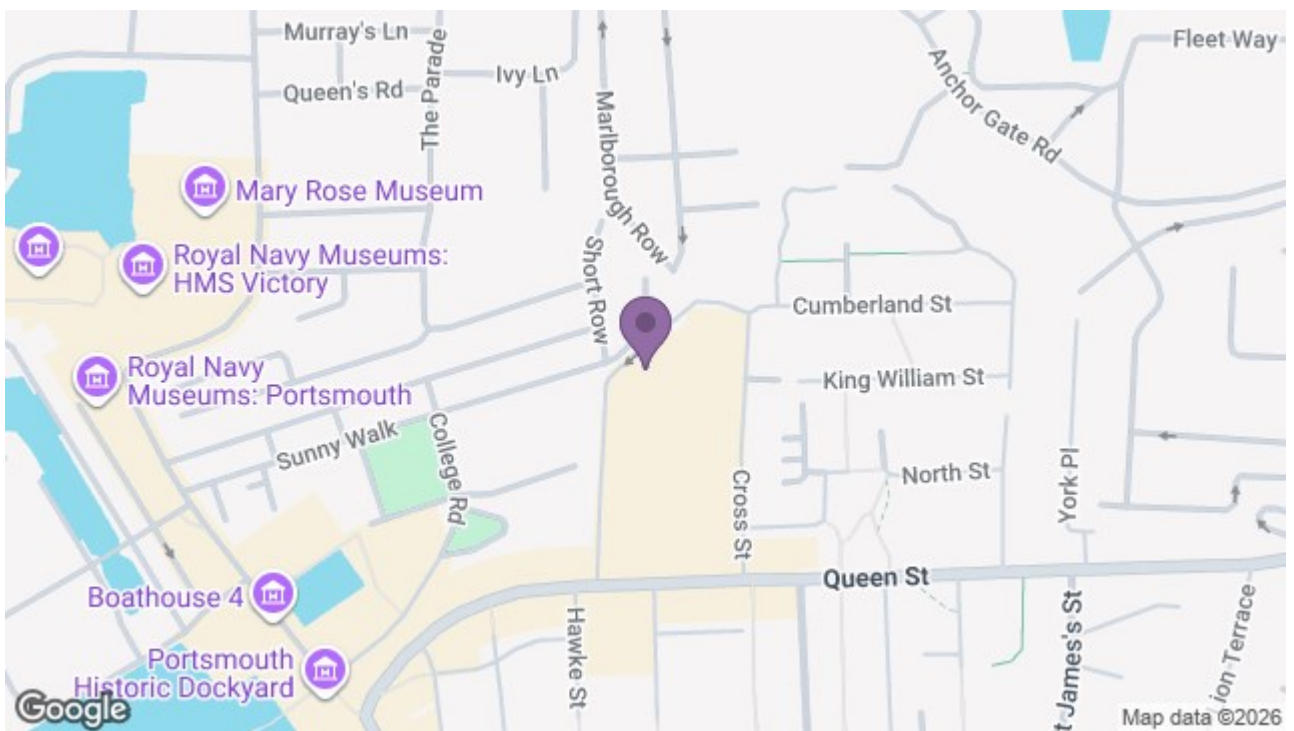 Murray's Ln
The Parade
Fleet Way
Ivy Ln
Queen's Rd
Anchor Gate Rd
Marlborough Row
Mary Rose Museum
Royal Navy Museums:
HMS Victory
Short Row
Cumberland St
Royal Navy
Museums: Portsmouth
King William St
Sunny Walk
College Rd
North St
York Pl
Cross St
Queen St
Boathouse 4
Hawke St
t James's St
ion Terrace
Portsmouth
Historic Dockyard
Google
Map data ©2026